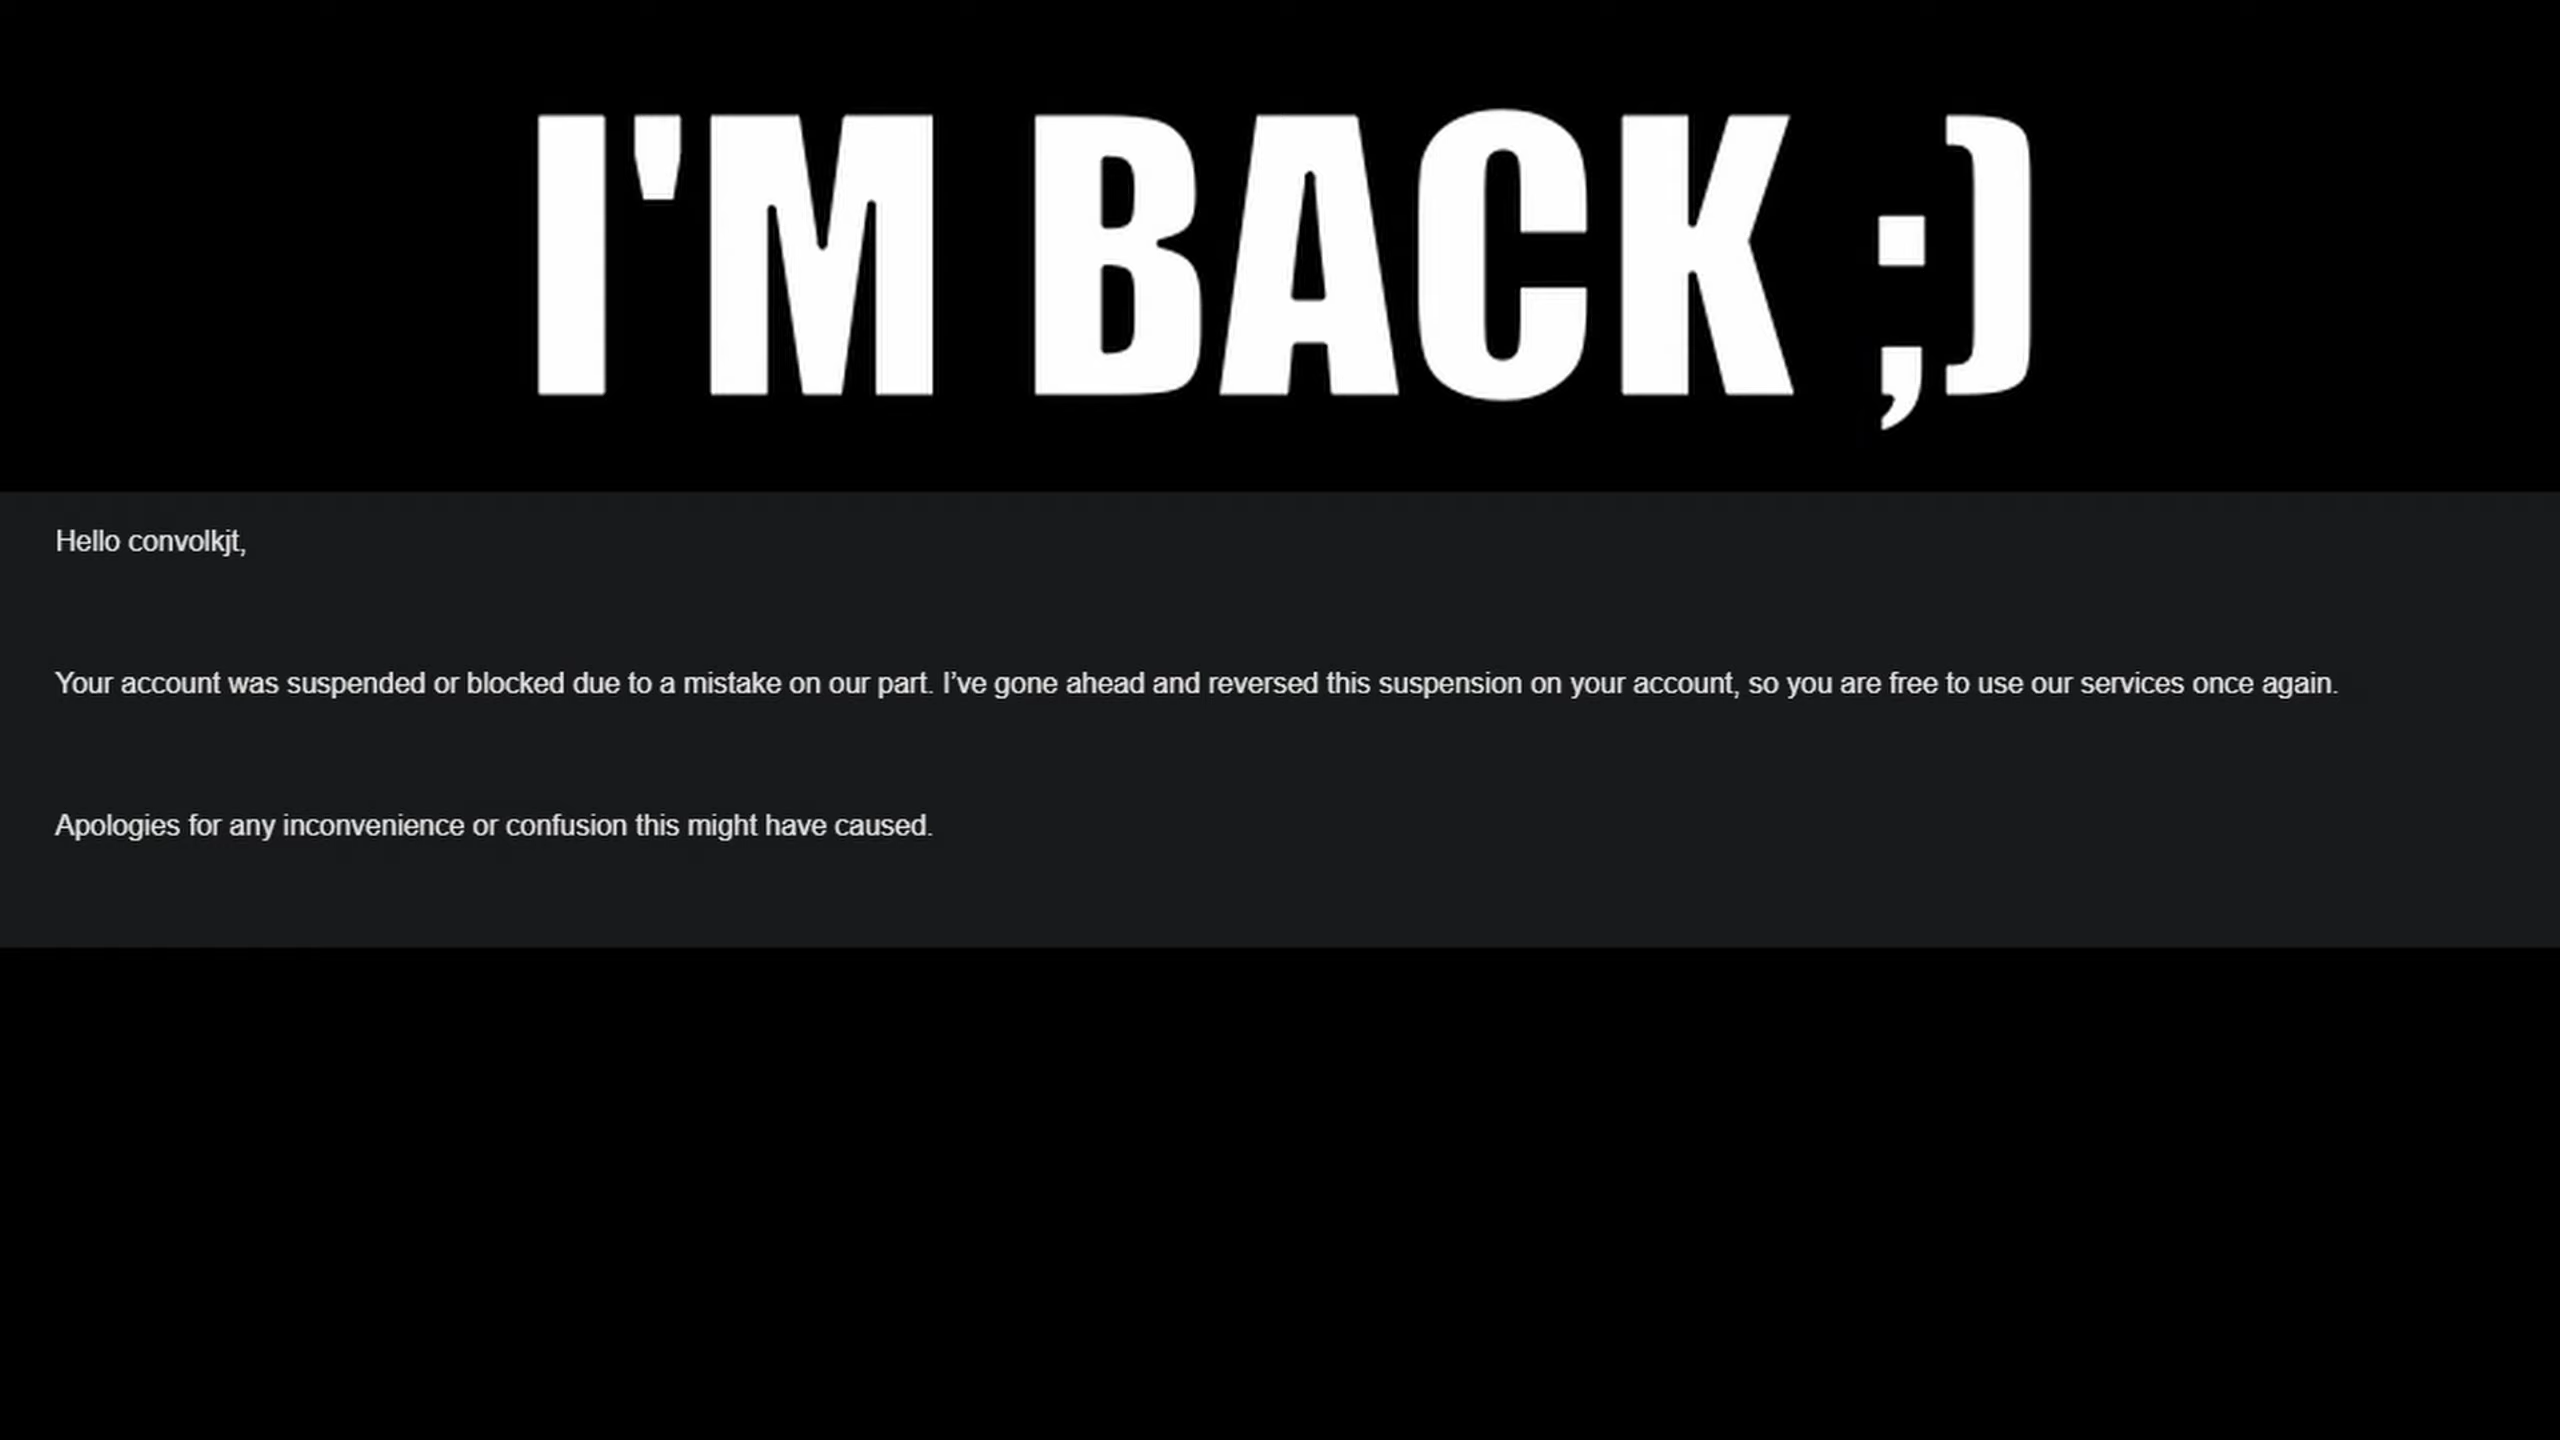 I'M BACK ;)
Hello convolkjt,
Your account was suspended or blocked due to a mistake on our part. I’ve gone ahead and reversed this suspension on your account, so you are free to use our services once again.
Apologies for any inconvenience or confusion this might have caused.